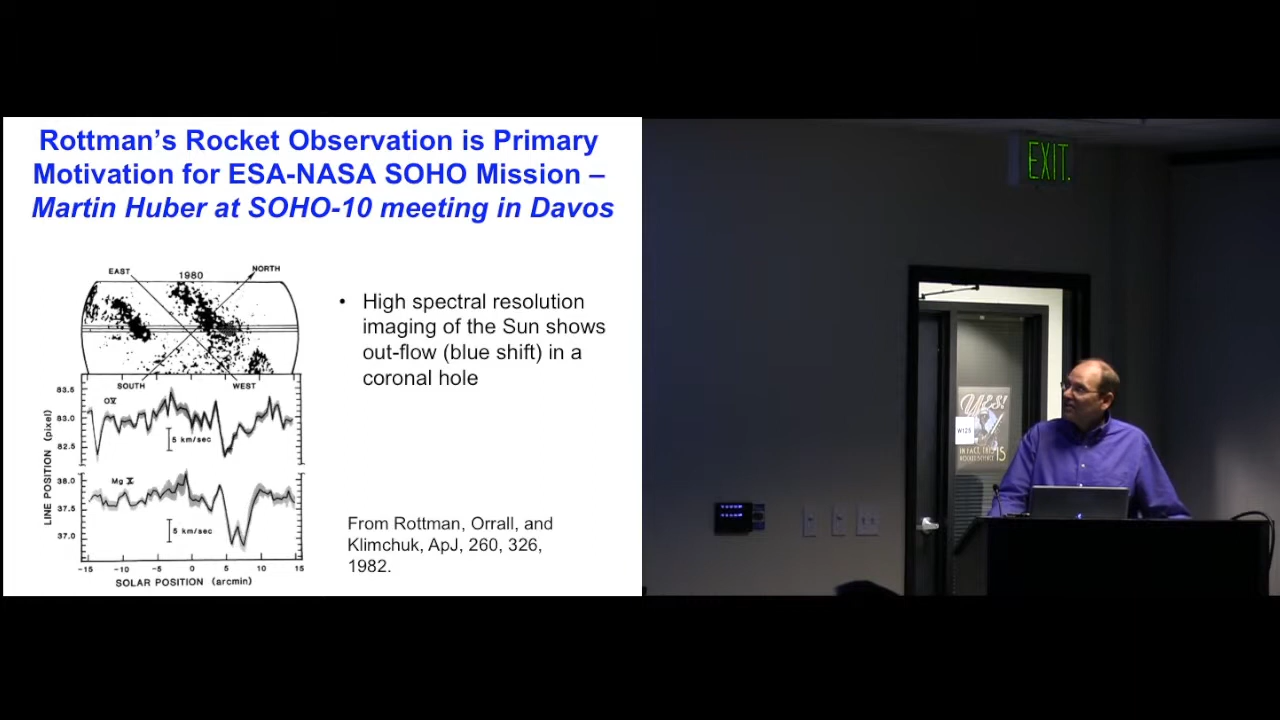 Rottman’s Rocket Observation is Primary
Motivation for ESA-NASA SOHO Mission –
Martin Huber at SOHO-10 meeting in Davos
EAST
1980
NORTH
SOUTH
WEST
83.5
83.0
82.5
O V
5 km/sec
38.0
37.5
37.0
Mg X
5 km/sec
LINE POSITION (pixel)
-15 -10 -5 0 5 10 15
SOLAR POSITION (arcmin)
• High spectral resolution
imaging of the Sun shows
out-flow (blue shift) in a
coronal hole
From Rottman, Orrall, and
Klimchuk, ApJ, 260, 326,
1982.
EXIT
YES!
IN FACE, THIS